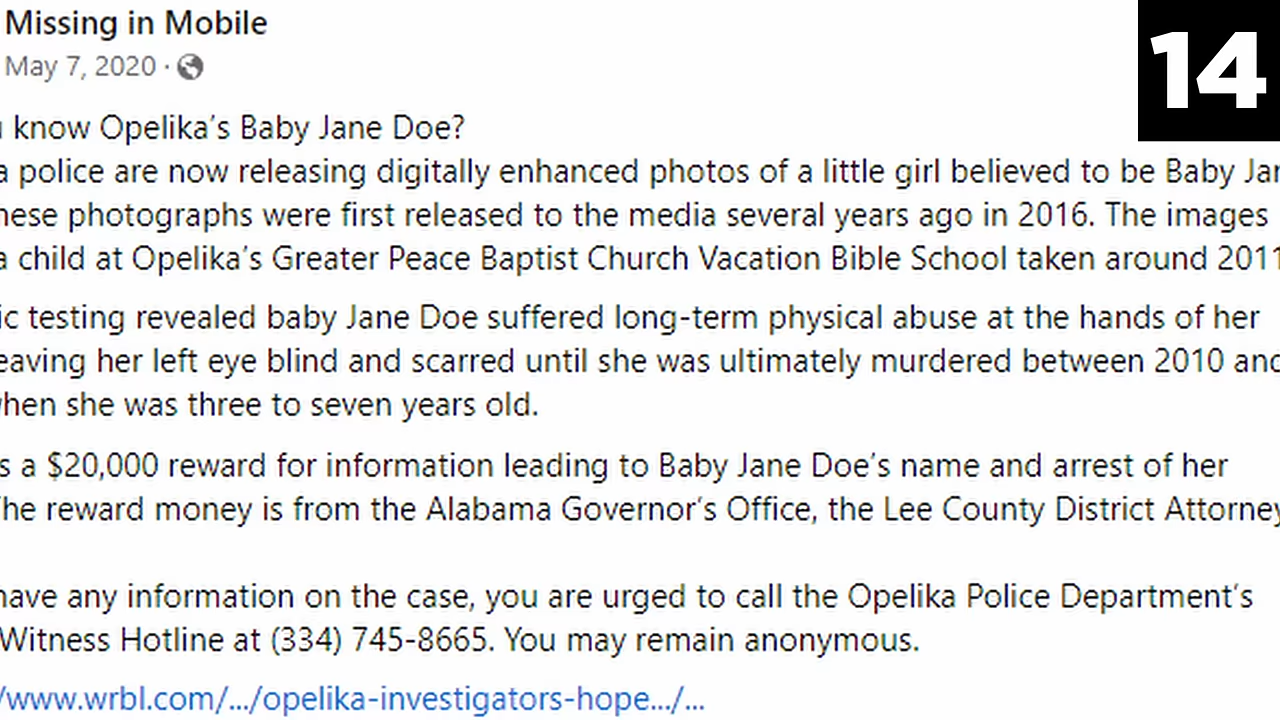 Missing in Mobile
May 7, 2020 ·
14
know Opelika's Baby Jane Doe?
a police are now releasing digitally enhanced photos of a little girl believed to be Baby Jan
hese photographs were first released to the media several years ago in 2016. The images
a child at Opelika's Greater Peace Baptist Church Vacation Bible School taken around 2011
ic testing revealed baby Jane Doe suffered long-term physical abuse at the hands of her
eaving her left eye blind and scarred until she was ultimately murdered between 2010 and
when she was three to seven years old.
s a $20,000 reward for information leading to Baby Jane Doe's name and arrest of her
The reward money is from the Alabama Governor's Office, the Lee County District Attorney
have any information on the case, you are urged to call the Opelika Police Department's
Witness Hotline at (334) 745-8665. You may remain anonymous.
/www.wrbl.com/.../opelika-investigators-hope.../...